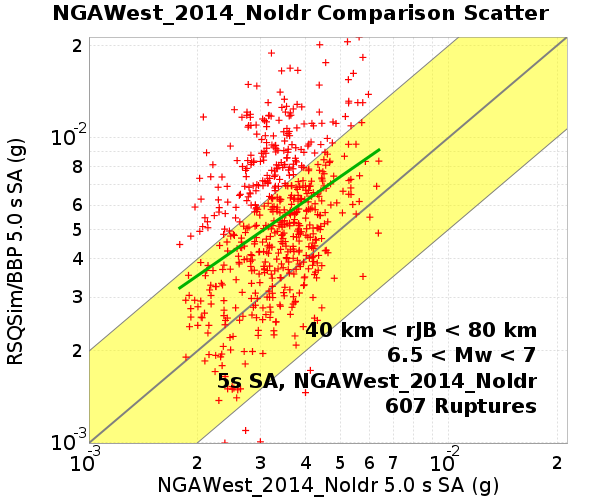 NGAWest_2014_NoIdr Comparison Scatter
RSQSim/BBP 5.0 s SA (g)
2
10-2
8
7
6
5
4
3
2
10-3
40 km < rJB < 80 km
6.5 < Mw < 7
5s SA, NGAWest_2014_NoIdr
607 Ruptures
10-3 2 3 4 5 6 7 10-2 2
NGAWest_2014_NoIdr 5.0 s SA (g)